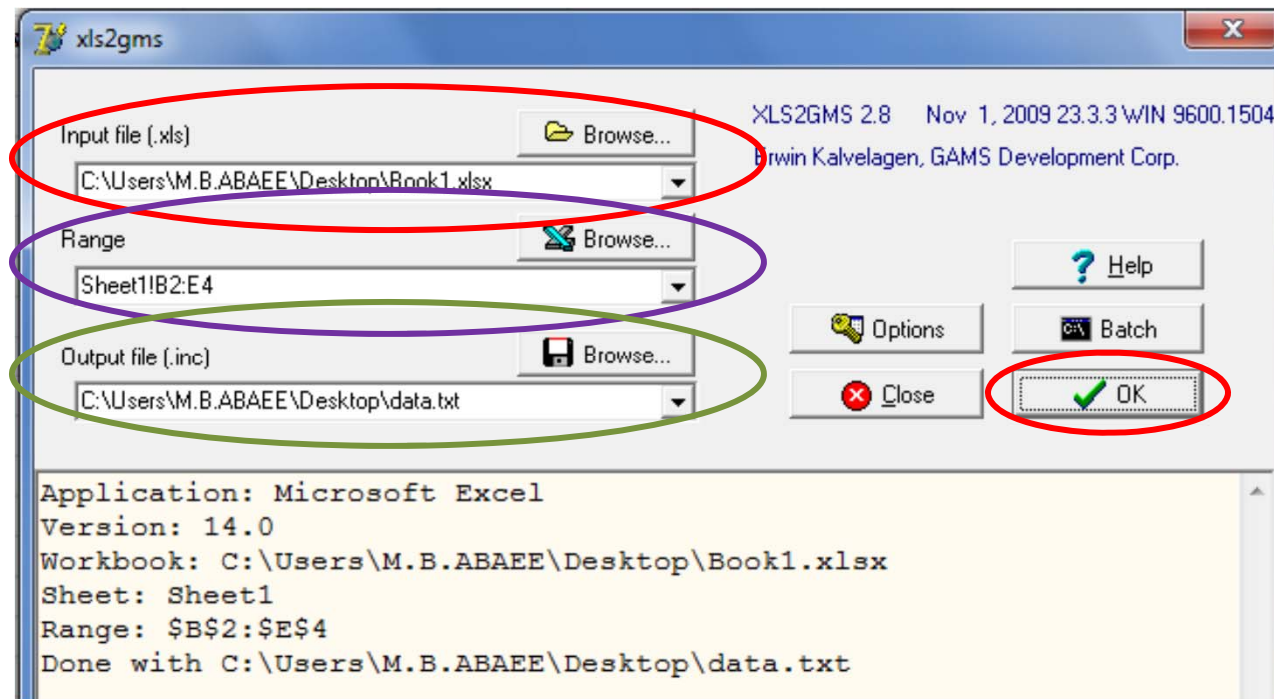 xls2gms
Input file (.xls)
Browse...
XLS2GMS 2.8 Nov 1, 2009 23.3.3 WIN 9600.1504
Erwin Kalvelagen, GAMS Development Corp.
C:\Users\M.B.ABAEE\Desktop\Book1.xlsx
Range
Browse...
Sheet1!B2:E4
Help
Options
Batch
Output file (.inc)
Browse...
C:\Users\M.B.ABAEE\Desktop\data.txt
Close
OK
Application: Microsoft Excel
Version: 14.0
Workbook: C:\Users\M.B.ABAEE\Desktop\Book1.xlsx
Sheet: Sheet1
Range: $B$2:$E$4
Done with C:\Users\M.B.ABAEE\Desktop\data.txt